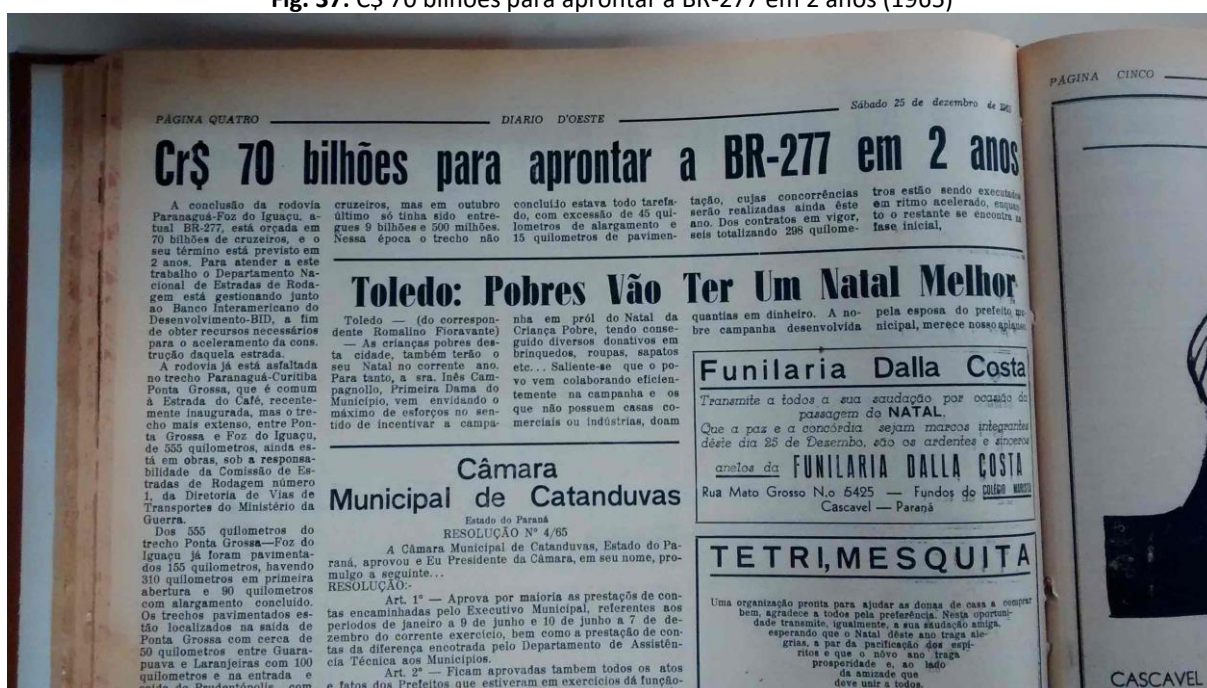 Fig. 37. C$ 70 bilhões para aprontar a BR-277 em 2 anos (1965)
PÁGINA QUATRO
DIARIO D'OESTE
Sábado 25 de dezembro de
Cr$ 70 bilhões para aprontar a BR-277 em 2 anos
A conclusão da rodovia
Paranaguá-Foz do Iguaçu, a-
tual BR-277, está orçada em
70 bilhões de cruzeiros, e o
seu término está previsto em
2 anos. Para atender a este
trabalho o Departamento Na-
cional de Estradas de Roda-
gem está gestionando junto
ao Banco Interamericano do
Desenvolvimento-BID, a fim
de obter recursos necessários
para o aceleramento da cons.
trução daquela estrada.
A rodovia já está asfaltada
no trecho Paranaguá-Curitiba
Ponta Grossa, que é comum
à Estrada do Café, recente-
mente inaugurada, mas o tre-
cho mais extenso, entre Pon-
ta Grossa e Foz do Iguaçu,
de 555 quilometros, ainda es-
tá em obras, sob a responsa-
bilidade da Comissão de Es-
tradas de Rodagem número
1, da Diretoria de Vias de
Transportes do Ministério da
Guerra.
Dos 555 quilometros do
trecho Ponta Grossa—Foz do
Iguaçu já foram pavimenta-
dos 155 quilometros, havendo
310 quilometros em primeira
abertura e 90 quilometros
com alargamento concluído.
Os trechos pavimentados es-
tão localizados na saida de
Ponta Grossa com cerca de
50 quilometros entre Guara-
puava e Laranjeiras com 100
quilometros e na entrada e
saida de Prudentópolis, com
cruzeiros, mas em outubro
último só tinha sido entre-
gues 9 bilhões e 500 milhões.
Nessa época o trecho não
concluído estava todo tarefa-
do, com excessão de 45 qui-
lometros de alargamento e
15 quilometros de pavimen-
tação, cujas concorrências
serão realizadas ainda êste
ano. Dos contratos em vigor,
seis totalizando 298 quilome-
tros estão sendo executados
em ritmo acelerado, enquan-
to o restante se encontra na
fase inicial,
Toledo: Pobres Vão Ter Um Natal Melhor
Toledo — (do correspon-
dente Romalino Fioravante)
— As crianças pobres des-
ta cidade, também terão o
seu Natal no corrente ano.
Para tanto, a sra. Inês Cam-
pagnollo, Primeira Dama do
Município, vem envidando o
máximo de esforços no sen-
tido de incentivar a campa-
nha em pról do Natal da
Criança Pobre, tendo conse-
guido diversos donativos em
brinquedos, roupas, sapatos
etc... Saliente-se que o po-
vo vem colaborando eficien-
temente na campanha e os
que não possuem casas co-
merciais ou indústrias, doam
quantias em dinheiro. A no-
bre campanha desenvolvida
pela esposa do prefeito mu-
nicipal, merece nosso aplauso
Funilaria Dalla Costa
Transmite a todos a sua saudação por ocasião da
passagem do NATAL.
Que a paz e a concórdia sejam marcos integrantes
dêste dia 25 de Dezembo, são os ardentes e sinceros
anelos da FUNILARIA DALLA COSTA
Rua Mato Grosso N.o 6425 — Fundos do COLÉGIO MARISTA
Cascavel — Paraná
Câmara
Municipal de Catanduvas
Estado do Paraná
RESOLUÇÃO Nº 4/65
A Câmara Municipal de Catanduvas, Estado do Pa-
raná, aprovou e Eu Presidente da Câmara, em seu nome, pro-
mulgo a seguinte...
RESOLUÇÃO:-
Art. 1º — Aprova por maioria as prestaçõs de con-
tas encaminhadas pelo Executivo Municipal, referentes aos
periodos de janeiro a 9 de junho e 10 de junho a 7 de de-
zembro do corrente exercício, bem como a prestação de con-
tas da diferença encotrada pelo Departamento de Assistên-
cia Técnica aos Municipios.
Art. 2º — Ficam aprovadas tambem todos os atos
e fatos dos Prefeitos que estiveram em exercicios dá função-
TETRI, MESQUITA
Uma organização pronta para ajudar as donas de casa a comprar
bem, agradece a todos pela preferência. Nesta oportuni-
dade transmite, igualmente, a sua saudação amiga,
esperando que o Natal dêste ano traga ale-
grias, a par da pacificação dos espí-
ritos e que o nôvo ano traga
prosperidade e, ao lado
da amizade que
deve unir a todos.
PÁGINA CINCO
CASCAVEL